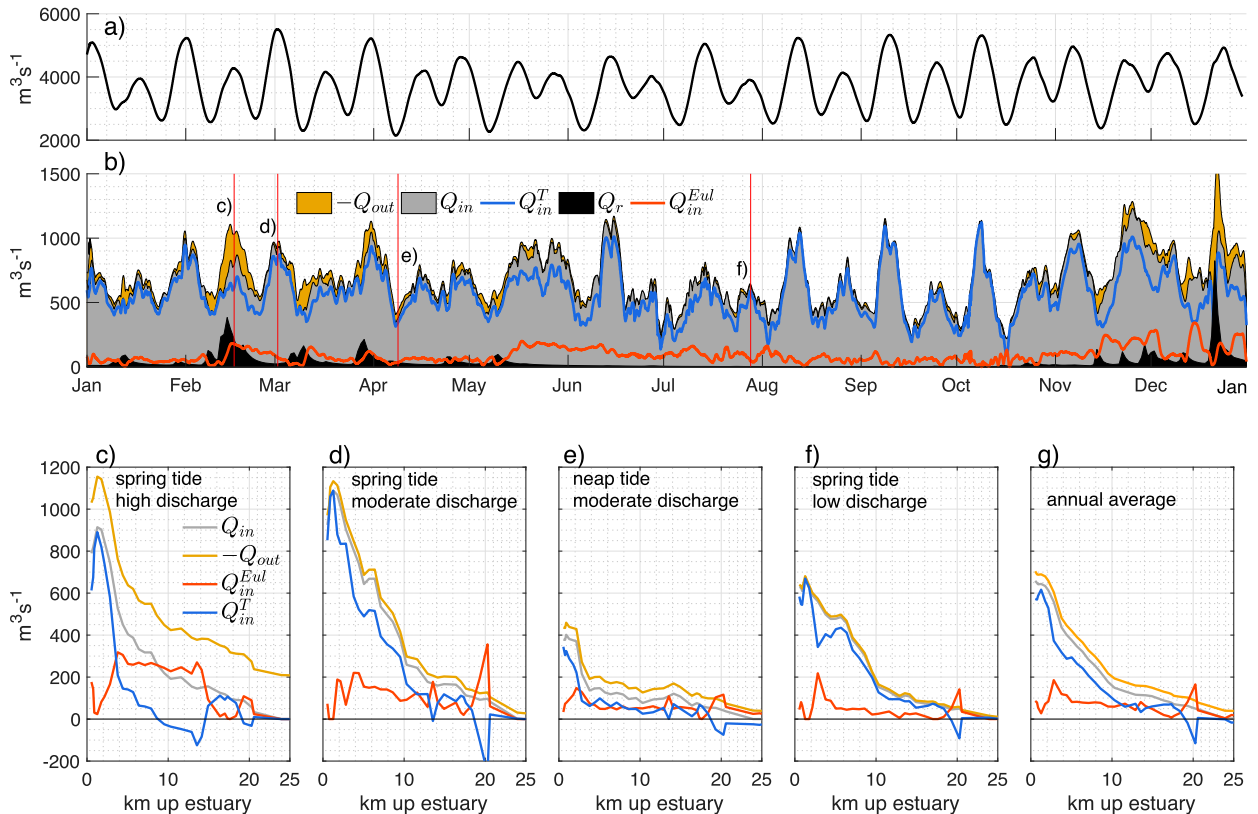 a)
6000
4000
2000
m³s⁻¹
b)
1500
1000
500
0
m³s⁻¹
c)
d)
e)
f)
−Q_out Q_in Q_in^T Q_r Q_in^Eul
Jan Feb Mar Apr May Jun Jul Aug Sep Oct Nov Dec Jan
c)
spring tide
high discharge
Q_in
−Q_out
Q_in^Eul
Q_in^T
1200
1000
800
600
400
200
0
-200
m³s⁻¹
0 10 20 25
km up estuary
d)
spring tide
moderate discharge
0 10 20 25
km up estuary
e)
neap tide
moderate discharge
0 10 20 25
km up estuary
f)
spring tide
low discharge
0 10 20 25
km up estuary
g)
annual average
0 10 20 25
km up estuary